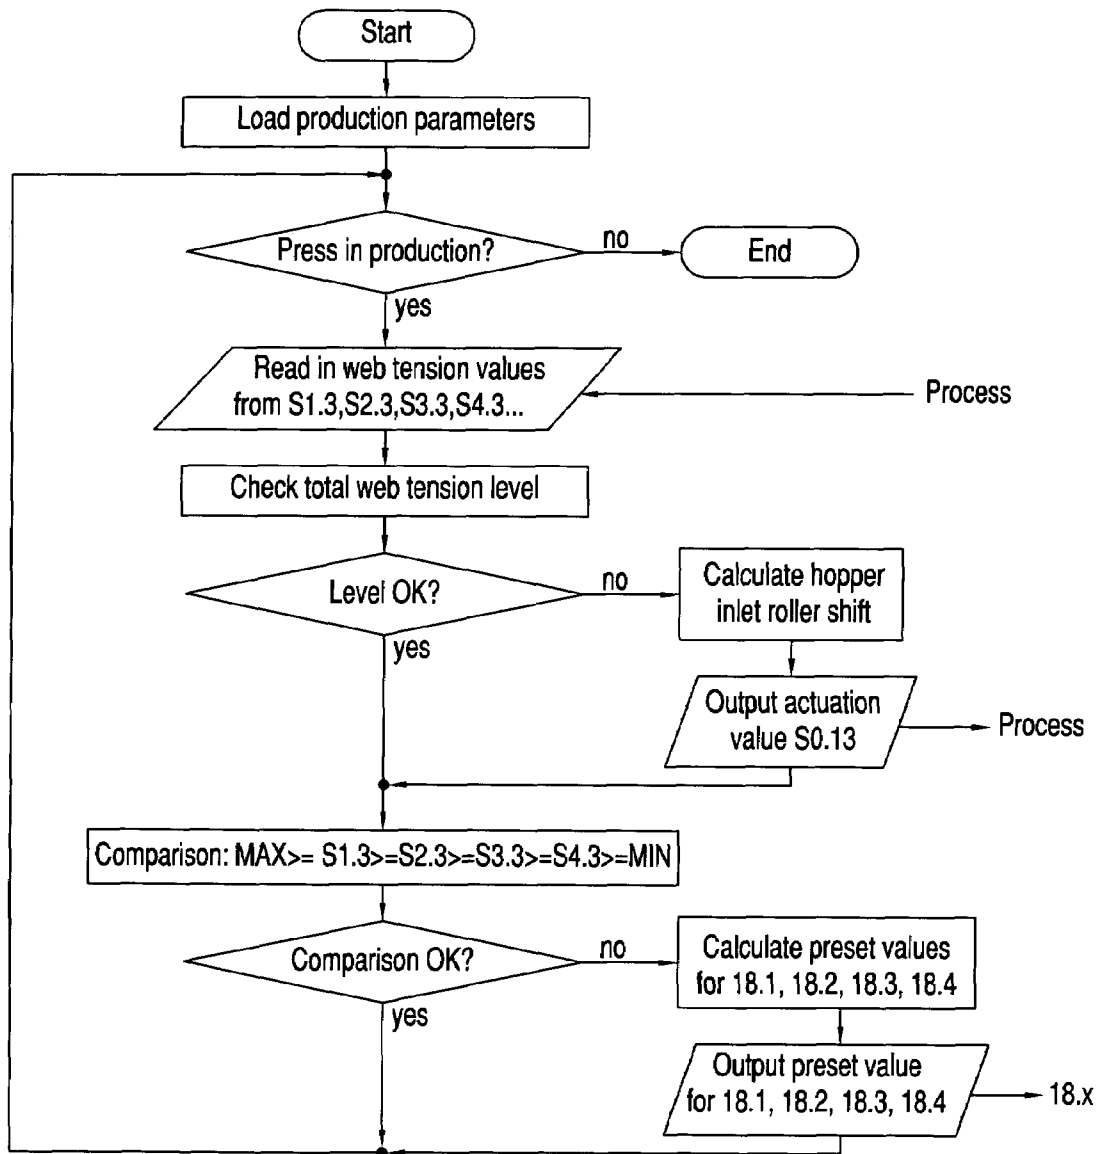 Start
Load production parameters
Press in production?
no
End
yes
Read in web tension values
from S1.3,S2.3,S3.3,S4.3...
Process
Check total web tension level
Level OK?
no
Calculate hopper
inlet roller shift
yes
Output actuation
value S0.13
Process
Comparison: MAX>= S1.3>=S2.3>=S3.3>=S4.3>=MIN
Comparison OK?
no
Calculate preset values
for 18.1, 18.2, 18.3, 18.4
yes
Output preset value
for 18.1, 18.2, 18.3, 18.4
18.x